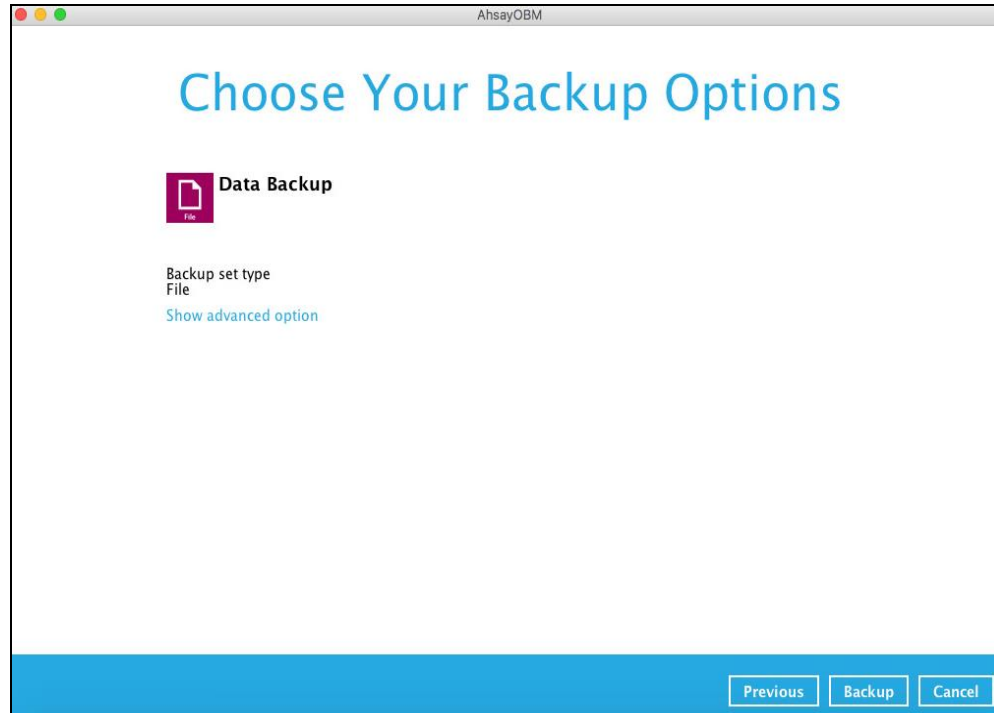 AhsayOBM
Choose Your Backup Options
Data Backup
File
Backup set type
File
Show advanced option
Previous Backup Cancel